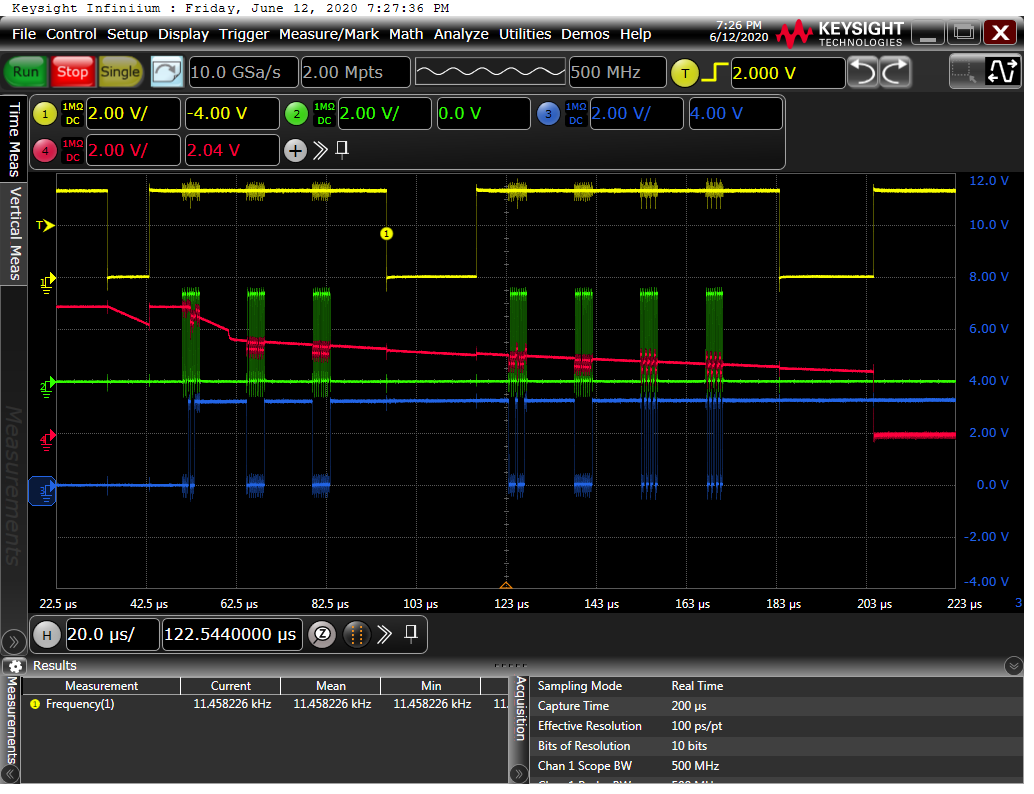 Keysight Infiniium : Friday, June 12, 2020 7:27:36 PM
File Control Setup Display Trigger Measure/Mark Math Analyze Utilities Demos Help
7:26 PM
6/12/2020
KEYSIGHT
TECHNOLOGIES
Run Stop Single 10.0 GSa/s 2.00 Mpts 500 MHz T 2.000 V
Time Meas
Vertical Meas
Measurements
1 1MΩ DC 2.00 V/ -4.00 V 2 1MΩ DC 2.00 V/ 0.0 V 3 1MΩ DC 2.00 V/ 4.00 V
4 1MΩ DC 2.00 V/ 2.04 V
12.0 V
T 10.0 V
1
1 8.00 V
6.00 V
2 4.00 V
4 2.00 V
3 0.0 V
-2.00 V
-4.00 V
22.5 µs 42.5 µs 62.5 µs 82.5 µs 103 µs 123 µs 143 µs 163 µs 183 µs 203 µs 223 µs 3
H 20.0 µs/ 122.5440000 µs Z
Results
Measurements
Measurement Current Mean Min
1 Frequency(1) 11.458226 kHz 11.458226 kHz 11.458226 kHz 11.
Acquisition
Sampling Mode Real Time
Capture Time 200 µs
Effective Resolution 100 ps/pt
Bits of Resolution 10 bits
Chan 1 Scope BW 500 MHz